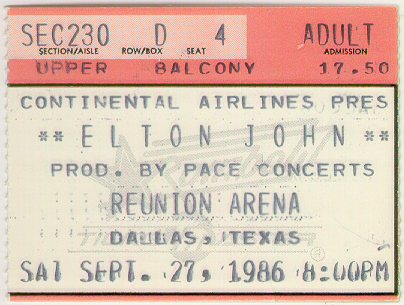 SEC230 D 4 ADULT
SECTION/AISLE ROW/BOX SEAT ADMISSION
UPPER BALCONY 17.50
CONTINENTAL AIRLINES PRES
** ELTON JOHN **
PROD. BY PACE CONCERTS
REUNION ARENA
DALLAS, TEXAS
SAT SEPT. 27, 1986 8:00PM